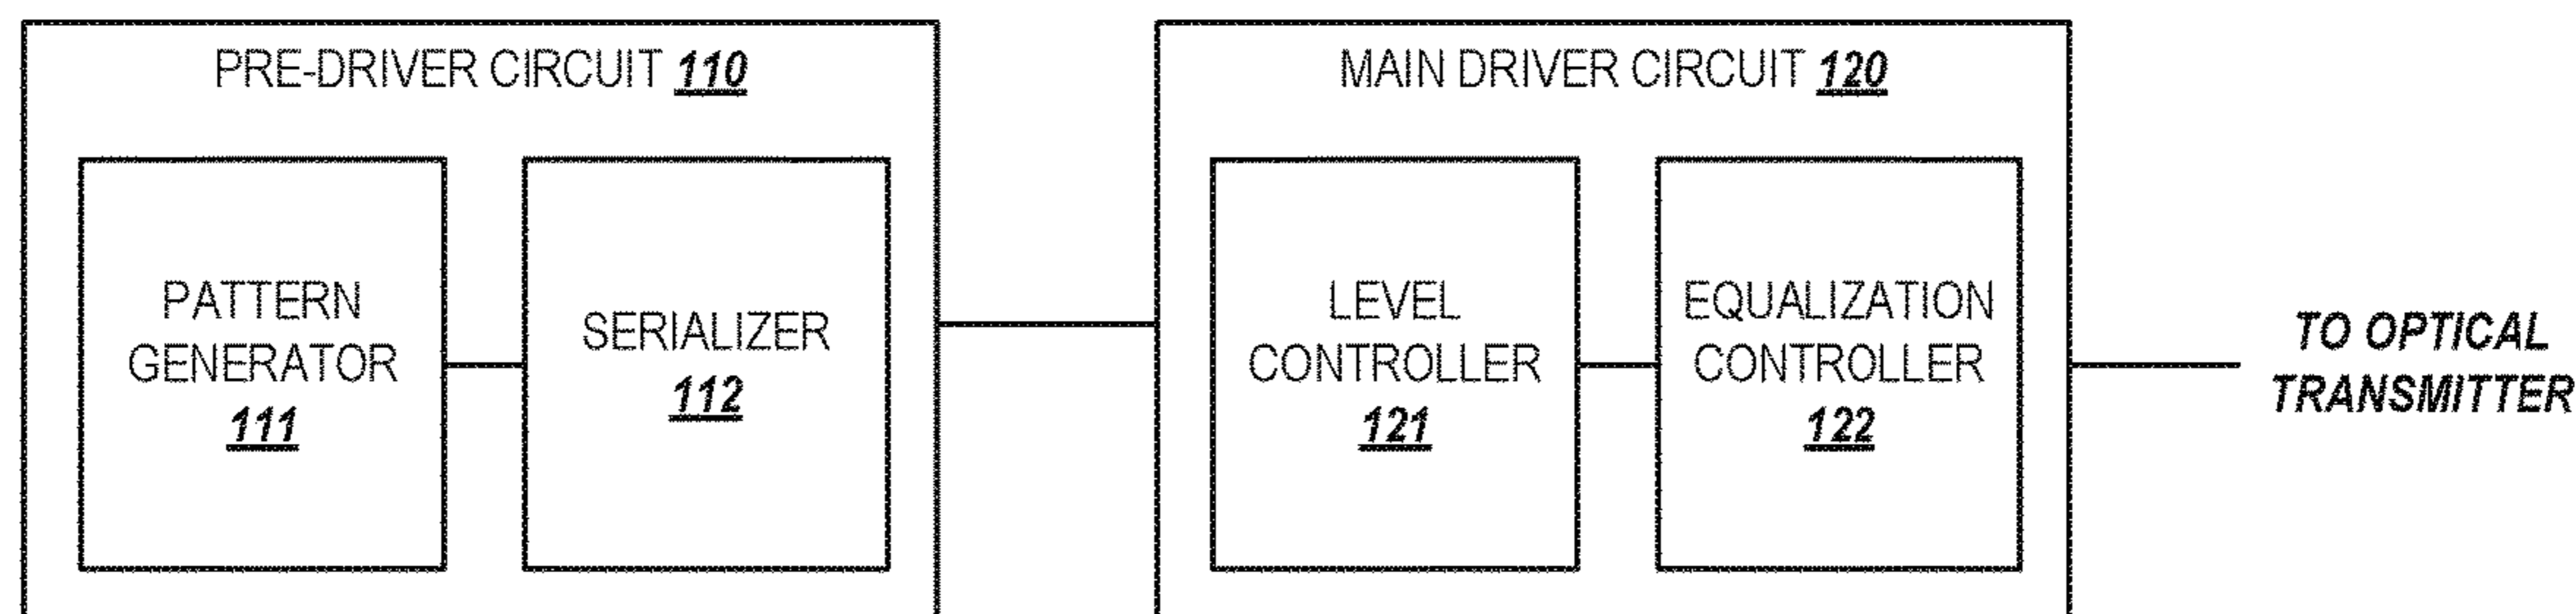 PRE-DRIVER CIRCUIT 110
MAIN DRIVER CIRCUIT 120
PATTERN
GENERATOR
111
SERIALIZER
112
LEVEL
CONTROLLER
121
EQUALIZATION
CONTROLLER
122
TO OPTICAL
TRANSMITTER